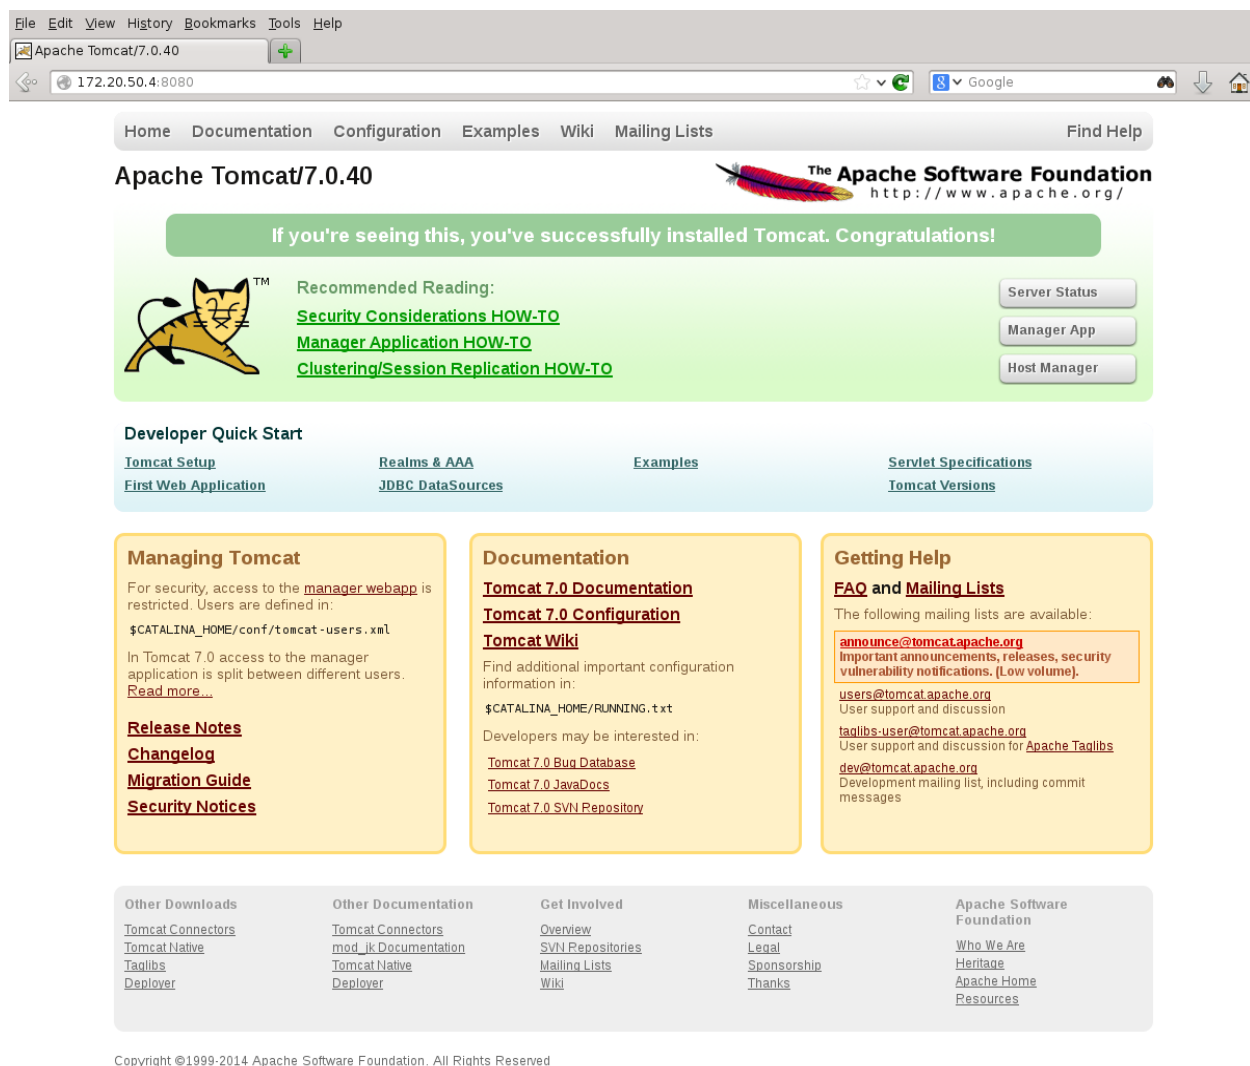 File Edit View History Bookmarks Tools Help
Apache Tomcat/7.0.40
172.20.50.4:8080
8 Google
Home Documentation Configuration Examples Wiki Mailing Lists Find Help
Apache Tomcat/7.0.40
The Apache Software Foundation
http://www.apache.org/
If you're seeing this, you've successfully installed Tomcat. Congratulations!
TM
Recommended Reading:
Security Considerations HOW-TO
Manager Application HOW-TO
Clustering/Session Replication HOW-TO
Server Status
Manager App
Host Manager
Developer Quick Start
Tomcat Setup
First Web Application
Realms & AAA
JDBC DataSources
Examples
Servlet Specifications
Tomcat Versions
Managing Tomcat
For security, access to the manager webapp is
restricted. Users are defined in:
$CATALINA_HOME/conf/tomcat-users.xml
In Tomcat 7.0 access to the manager
application is split between different users.
Read more...
Release Notes
Changelog
Migration Guide
Security Notices
Documentation
Tomcat 7.0 Documentation
Tomcat 7.0 Configuration
Tomcat Wiki
Find additional important configuration
information in:
$CATALINA_HOME/RUNNING.txt
Developers may be interested in:
Tomcat 7.0 Bug Database
Tomcat 7.0 JavaDocs
Tomcat 7.0 SVN Repository
Getting Help
FAQ and Mailing Lists
The following mailing lists are available:
announce@tomcat.apache.org
Important announcements, releases, security
vulnerability notifications. (Low volume).
users@tomcat.apache.org
User support and discussion
taglibs-user@tomcat.apache.org
User support and discussion for Apache Taglibs
dev@tomcat.apache.org
Development mailing list, including commit
messages
Other Downloads
Tomcat Connectors
Tomcat Native
Taglibs
Deployer
Other Documentation
Tomcat Connectors
mod_jk Documentation
Tomcat Native
Deployer
Get Involved
Overview
SVN Repositories
Mailing Lists
Wiki
Miscellaneous
Contact
Legal
Sponsorship
Thanks
Apache Software
Foundation
Who We Are
Heritage
Apache Home
Resources
Copyright ©1999-2014 Apache Software Foundation. All Rights Reserved